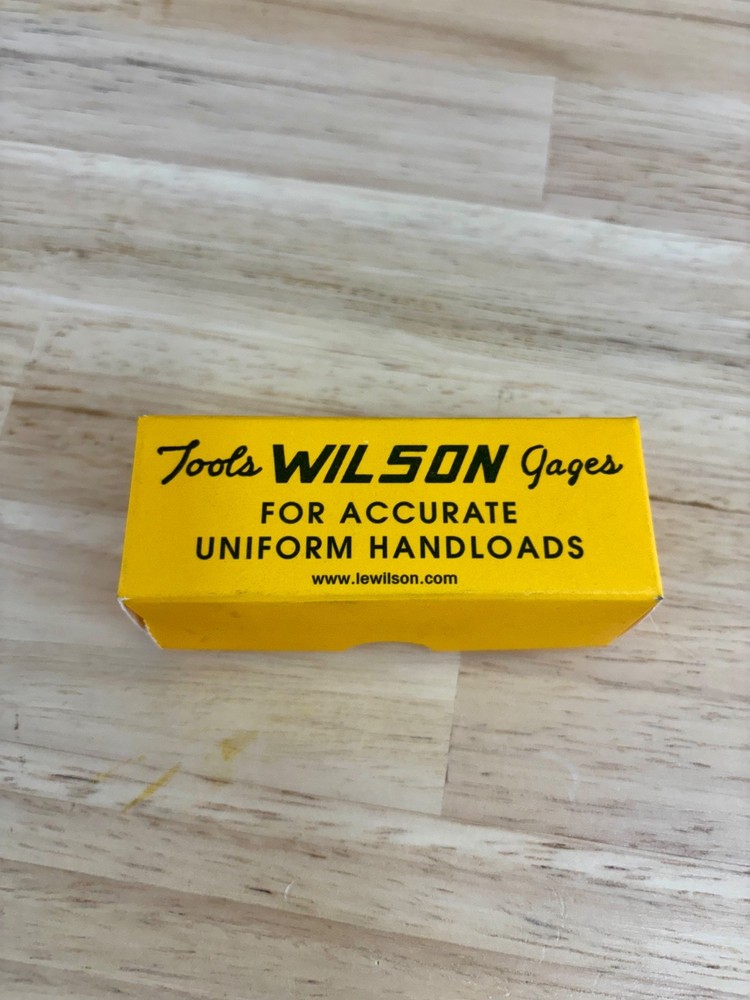 Tools WILSON Gages
FOR ACCURATE
UNIFORM HANDLOADS
www.lewilson.com